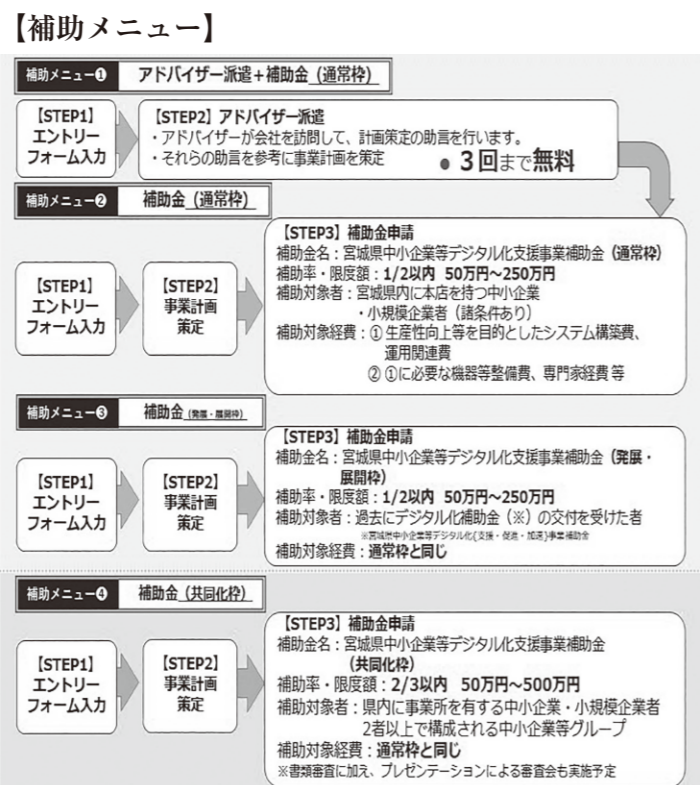 【補助メニュー】
補助メニュー❶ アドバイザー派遣+補助金（通常枠）
【STEP1】
エントリー
フォーム入力
【STEP2】アドバイザー派遣
・アドバイザーが会社を訪問して、計画策定の助言を行います。
・それらの助言を参考に事業計画を策定
● 3回まで無料
補助メニュー❷ 補助金（通常枠）
【STEP1】
エントリー
フォーム入力
【STEP2】
事業計画
策定
【STEP3】補助金申請
補助金名：宮城県中小企業等デジタル化支援事業補助金（通常枠）
補助率・限度額：1/2以内 50万円～250万円
補助対象者：宮城県内に本店を持つ中小企業
・小規模企業者（諸条件あり）
補助対象経費：① 生産性向上等を目的としたシステム構築費、
運用関連費
② ①に必要な機器等整備費、専門家経費 等
補助メニュー❸ 補助金（発展・展開枠）
【STEP1】
エントリー
フォーム入力
【STEP2】
事業計画
策定
【STEP3】補助金申請
補助金名：宮城県中小企業等デジタル化支援事業補助金（発展・
展開枠）
補助率・限度額：1/2以内 50万円～250万円
補助対象者：過去にデジタル化補助金（※）の交付を受けた者
※宮城県中小企業等デジタル化(支援・促進・加速)事業補助金
補助対象経費：通常枠と同じ
補助メニュー❹ 補助金（共同化枠）
【STEP1】
エントリー
フォーム入力
【STEP2】
事業計画
策定
【STEP3】補助金申請
補助金名：宮城県中小企業等デジタル化支援事業補助金
（共同化枠）
補助率・限度額：2/3以内 50万円～500万円
補助対象者：県内に事業所を有する中小企業・小規模企業者
2者以上で構成される中小企業等グループ
補助対象経費：通常枠と同じ
※書類審査に加え、プレゼンテーションによる審査会も実施予定